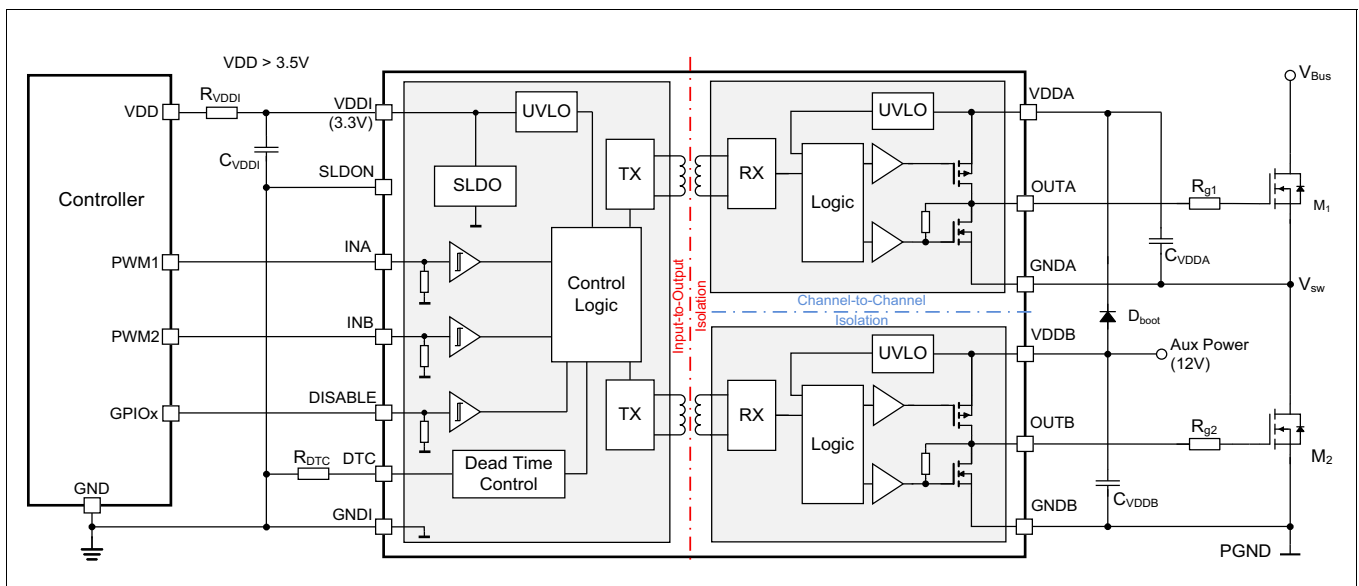 VDD > 3.5V
Controller
VDD
PWM1
PWM2
GPIOx
GND
RVDDI
CVDDI
RDTC
VDDI
(3.3V)
SLDON
INA
INB
DISABLE
DTC
GNDI
UVLO
SLDO
TX
Control
Logic
TX
Dead Time
Control
Input-to-Output
Isolation
Channel-to-Channel
Isolation
UVLO
RX
Logic
UVLO
RX
Logic
VDDA
OUTA
GNDA
VDDB
OUTB
GNDB
VBus
Rg1
M1
CVDDA
Vsw
Dboot
Aux Power
(12V)
Rg2
M2
CVDDB
PGND